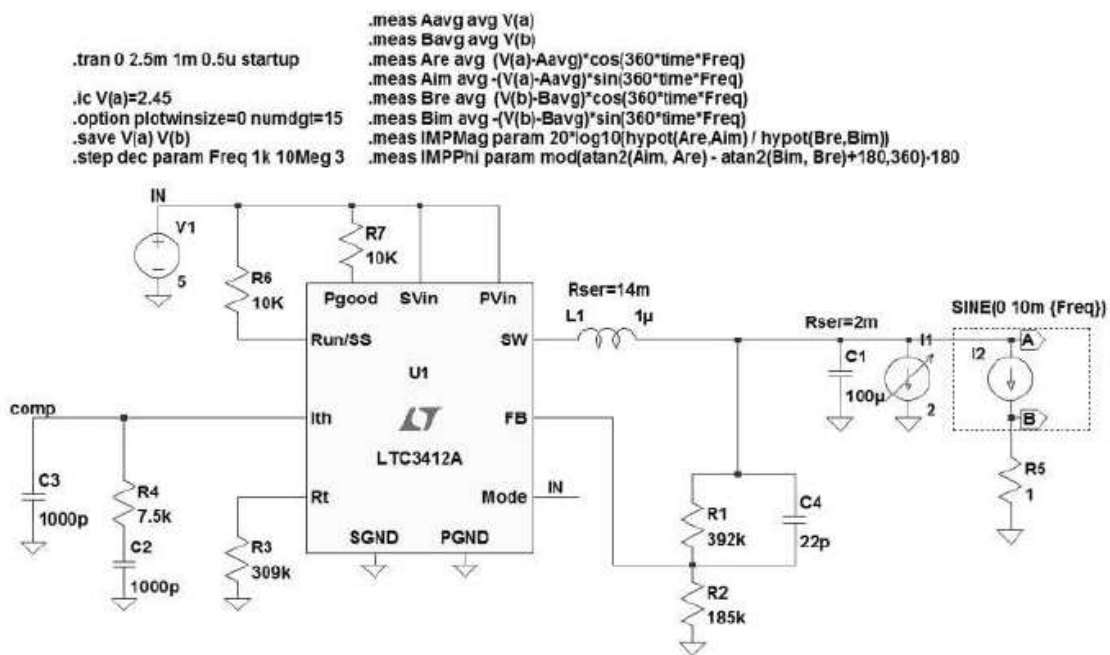 .meas Aavg avg V(a)
.meas Bavg avg V(b)
.tran 0 2.5m 1m 0.5u startup
.meas Are avg (V(a)-Aavg)*cos(360*time*Freq)
.meas Aim avg -(V(a)-Aavg)*sin(360*time*Freq)
.ic V(a)=2.45
.meas Bre avg (V(b)-Bavg)*cos(360*time*Freq)
.option plotwinsize=0 numdgt=15
.meas Bim avg -(V(b)-Bavg)*sin(360*time*Freq)
.save V(a) V(b)
.meas IMPMag param 20*log10(hypot(Are,Aim) / hypot(Bre,Bim))
.step dec param Freq 1k 10Meg 3
.meas IMPPhi param mod(atan2(Aim, Are) - atan2(Bim, Bre)+180,360)-180
IN
V1
5
R6
10K
R7
10K
Pgood
SVin
PVin
Run/SS
SW
U1
Ith
FB
LTC3412A
Rt
Mode
IN
SGND
PGND
Rser=14m
L1
1µ
Rser=2m
SINE(0 10m {Freq})
C1
100µ
I1
2
I2
A
B
R5
1
comp
C3
1000p
R4
7.5k
C2
1000p
R3
309k
R1
392k
C4
22p
R2
185k